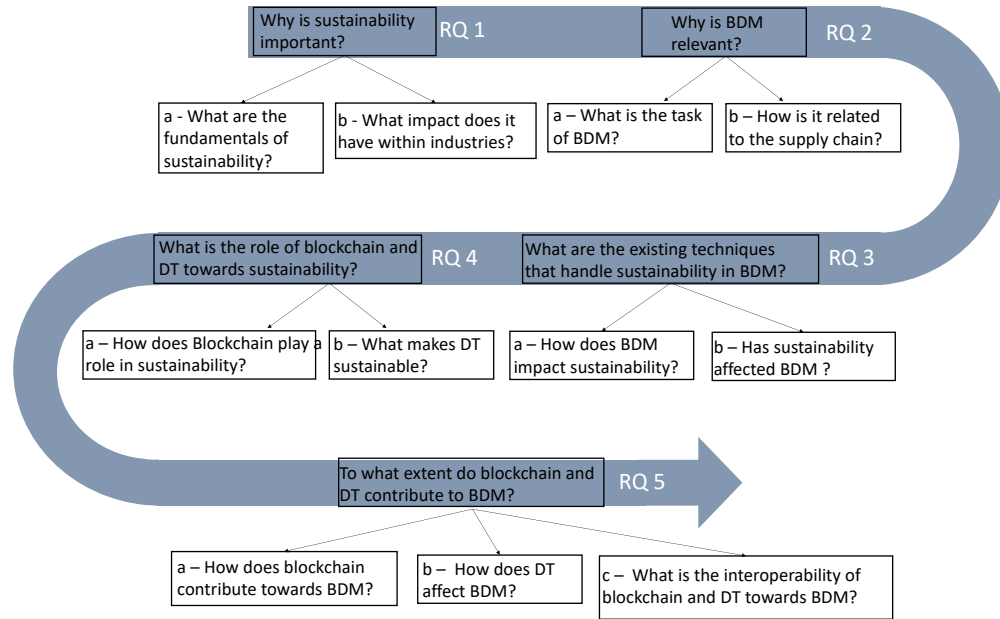 Why is sustainability
important?
RQ 1
Why is BDM
relevant?
RQ 2
a - What are the
fundamentals of
sustainability?
b - What impact does it
have within industries?
a – What is the task
of BDM?
b – How is it related
to the supply chain?
What is the role of blockchain and
DT towards sustainability?
RQ 4
What are the existing techniques
that handle sustainability in BDM?
RQ 3
a – How does Blockchain play a
role in sustainability?
b – What makes DT
sustainable?
a – How does BDM
impact sustainability?
b – Has sustainability
affected BDM ?
To what extent do blockchain and
DT contribute to BDM?
RQ 5
a – How does blockchain
contribute towards BDM?
b –  How does DT
affect BDM?
c –  What is the interoperability of
blockchain and DT towards BDM?